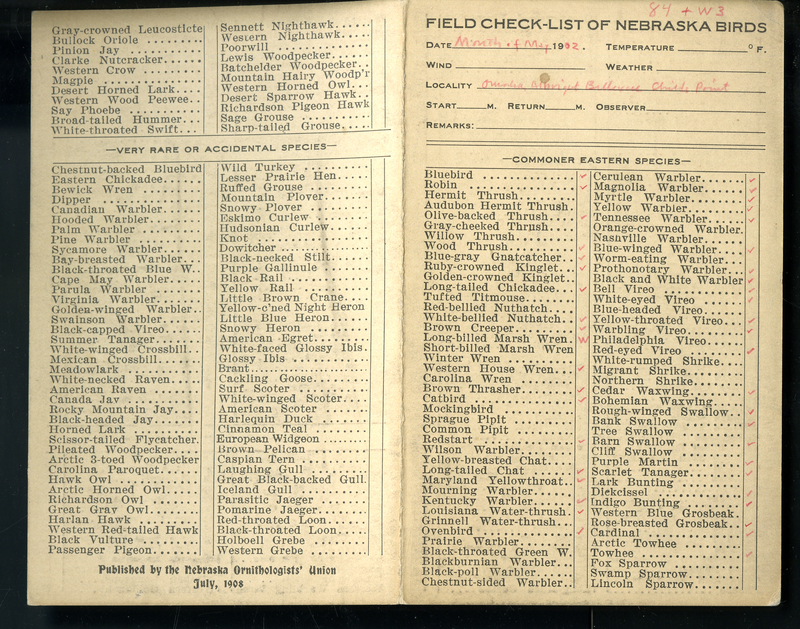 Gray-crowned Leucosticte
Bullock Oriole
Pinion Jay
Clarke Nutcracker
Western Crow
Magpie
Desert Horned Lark
Western Wood Peewee
Say Phoebe
Broad-tailed Hummer
White-throated Swift
Sennett Nighthawk
Western Nighthawk
Poorwill
Lewis Woodpecker
Batchelder Woodpecker
Mountain Hairy Woodp'r
Western Horned Owl
Desert Sparrow Hawk
Richardson Pigeon Hawk
Sage Grouse
Sharp-tailed Grouse
—VERY RARE OR ACCIDENTAL SPECIES—
Chestnut-backed Bluebird
Eastern Chickadee
Bewick Wren
Dipper
Canadian Warbler
Hooded Warbler
Palm Warbler
Pine Warbler
Sycamore Warbler
Bay-breasted Warbler
Black-throated Blue W.
Cape May Warbler
Parula Warbler
Virginia Warbler
Golden-winged Warbler
Swainson Warbler
Black-capped Vireo
Summer Tanager
White-winged Crossbill
Mexican Crossbill
Meadowlark
White-necked Raven
American Raven
Canada Jay
Rocky Mountain Jay
Black-headed Jay
Horned Lark
Scissor-tailed Flycatcher
Pileated Woodpecker
Arctic 3-toed Woodpecker
Carolina Paroquet
Hawk Owl
Arctic Horned Owl
Richardson Owl
Great Gray Owl
Harlan Hawk
Western Red-tailed Hawk
Black Vulture
Passenger Pigeon
Wild Turkey
Lesser Prairie Hen
Ruffed Grouse
Mountain Plover
Snowy Plover
Eskimo Curlew
Hudsonian Curlew
Knot
Dowitcher
Black-necked Stilt
Purple Gallinule
Black Rail
Yellow Rail
Little Brown Crane
Yellow-c'ned Night Heron
Little Blue Heron
Snowy Heron
American Egret
White-faced Glossy Ibis
Glossy Ibis
Brant
Cackling Goose
Surf Scoter
White-winged Scoter
American Scoter
Harlequin Duck
Cinnamon Teal
European Widgeon
Brown Pelican
Caspian Tern
Laughing Gull
Great Black-backed Gull
Iceland Gull
Parasitic Jaeger
Pomarine Jaeger
Red-throated Loon
Black-throated Loon
Holboell Grebe
Western Grebe
Published by the Nebraska Ornithologists' Union
July, 1908
84 + W3
FIELD CHECK-LIST OF NEBRASKA BIRDS
DATE Month of May 1902. TEMPERATURE ° F.
WIND WEATHER
LOCALITY Omaha Bellevue Childs Point
START M. RETURN M. OBSERVER
REMARKS:
—COMMONER EASTERN SPECIES—
Bluebird
Robin
Hermit Thrush
Audubon Hermit Thrush
Olive-backed Thrush
Gray-cheeked Thrush
Willow Thrush
Wood Thrush
Blue-gray Gnatcatcher
Ruby-crowned Kinglet
Golden-crowned Kinglet
Long-tailed Chickadee
Tufted Titmouse
Red-bellied Nuthatch
White-bellied Nuthatch
Brown Creeper
Long-billed Marsh Wren W
Short-billed Marsh Wren
Winter Wren
Western House Wren
Carolina Wren
Brown Thrasher
Catbird
Mockingbird
Sprague Pipit
Common Pipit
Redstart
Wilson Warbler
Yellow-breasted Chat
Long-tailed Chat
Maryland Yellowthroat
Mourning Warbler
Kentucky Warbler
Louisiana Water-thrush
Grinnell Water-thrush
Ovenbird
Prairie Warbler
Black-throated Green W.
Blackburnian Warbler
Black-poll Warbler
Chestnut-sided Warbler
Cerulean Warbler
Magnolia Warbler
Myrtle Warbler
Yellow Warbler
Tennessee Warbler
Orange-crowned Warbler
Nashville Warbler
Blue-winged Warbler
Worm-eating Warbler
Prothonotary Warbler
Black and White Warbler
Bell Vireo
White-eyed Vireo
Blue-headed Vireo
Yellow-throated Vireo
Warbling Vireo
Philadelphia Vireo
Red-eyed Vireo
White-rumped Shrike
Migrant Shrike
Northern Shrike
Cedar Waxwing
Bohemian Waxwing
Rough-winged Swallow
Bank Swallow
Tree Swallow
Barn Swallow
Cliff Swallow
Purple Martin
Scarlet Tanager
Lark Bunting
Dickcissel
Indigo Bunting
Western Blue Grosbeak
Rose-breasted Grosbeak
Cardinal
Arctic Towhee
Towhee
Fox Sparrow
Swamp Sparrow
Lincoln Sparrow